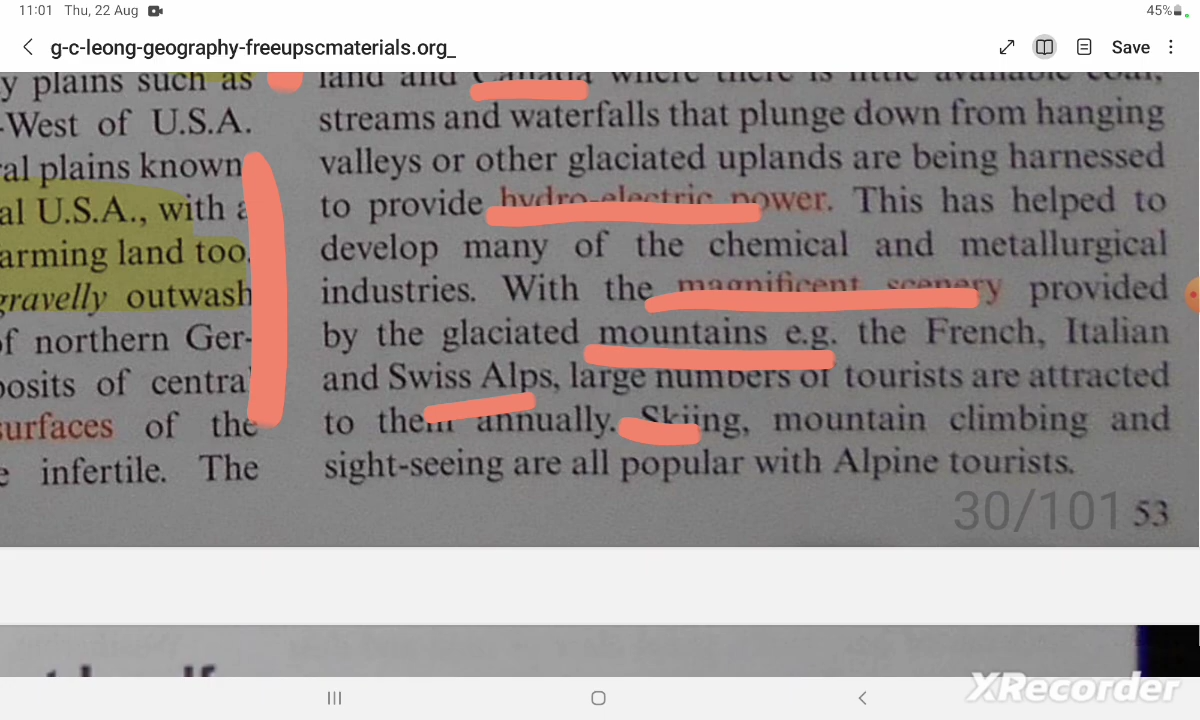 11:01 Thu, 22 Aug
45%
g-c-leong-geography-freeupscmaterials.org_
Save
y plains such as
-West of U.S.A.
al plains known
al U.S.A., with a
arming land too.
gravelly outwash
of northern Ger-
posits of central
surfaces of the
e infertile. The
land and Canada where there is little available coal,
streams and waterfalls that plunge down from hanging
valleys or other glaciated uplands are being harnessed
to provide hydro-electric power. This has helped to
develop many of the chemical and metallurgical
industries. With the magnificent scenery provided
by the glaciated mountains e.g. the French, Italian
and Swiss Alps, large numbers of tourists are attracted
to them annually. Skiing, mountain climbing and
sight-seeing are all popular with Alpine tourists.
30/101 53
XRecorder